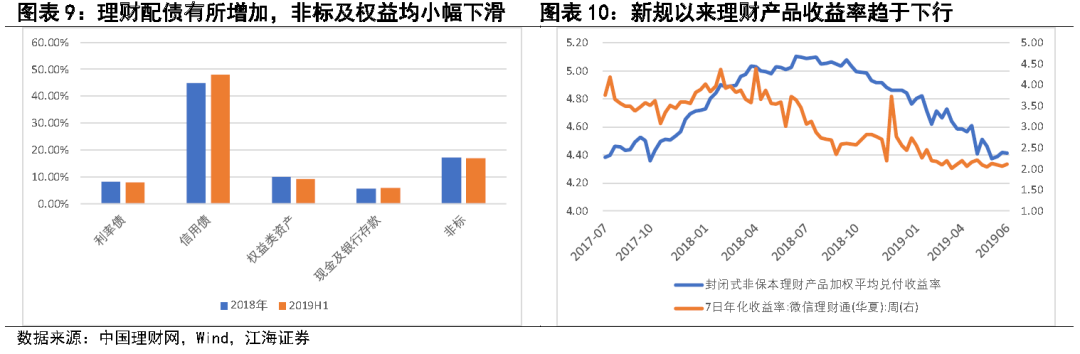 图表 9：理财配债有所增加，非标及权益均小幅下滑
60.00%
50.00%
40.00%
30.00%
20.00%
10.00%
0.00%
利率债
信用债
权益类资产
现金及银行存款
非标
2018年 2019H1
图表 10：新规以来理财产品收益率趋于下行
5.20
5.00
4.80
4.60
4.40
4.20
4.00
5.00
4.50
4.00
3.50
3.00
2.50
2.00
1.50
1.00
2017-07
2017-10
2018-01
2018-04
2018-07
2018-10
2019-01
2019-04
201906
封闭式非保本理财产品加权平均兑付收益率
7日年化收益率:微信理财通(华夏):周(右)
数据来源：中国理财网，Wind，江海证券